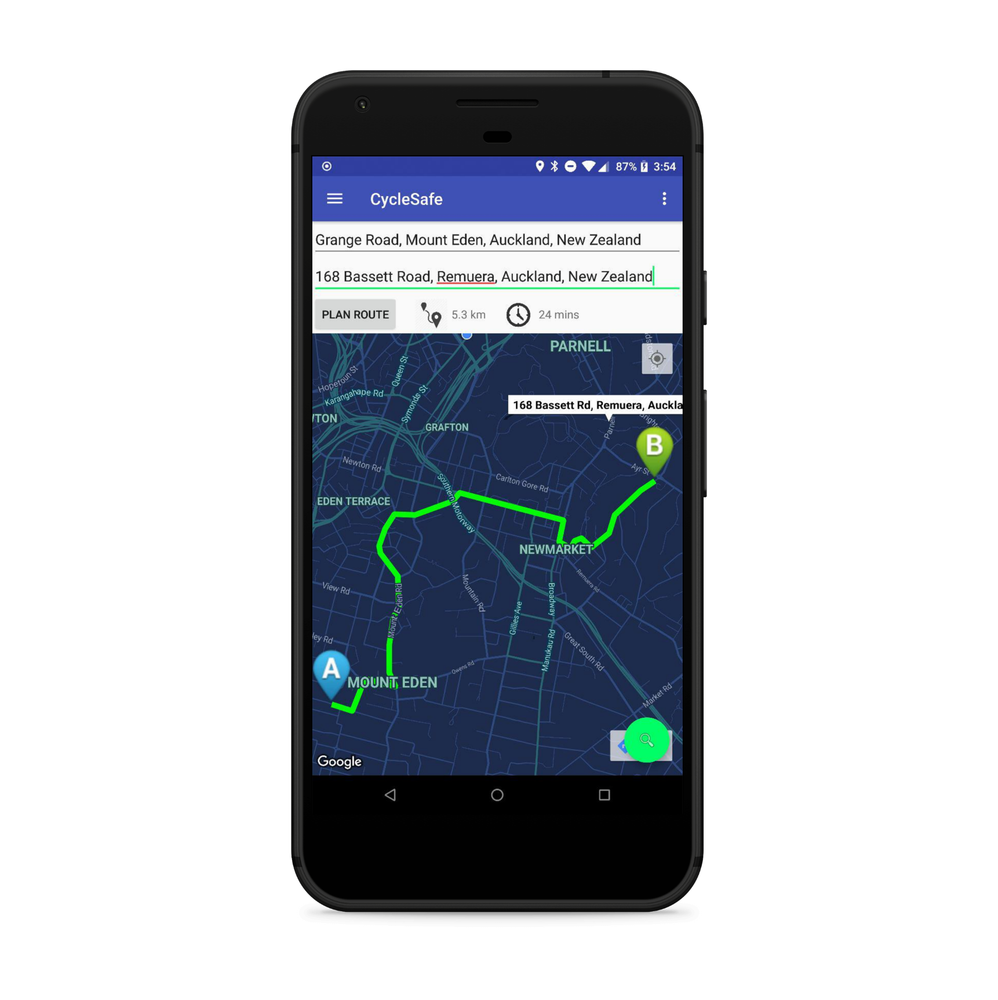 87% 3:54
CycleSafe
Grange Road, Mount Eden, Auckland, New Zealand
168 Bassett Road, Remuera, Auckland, New Zealand
PLAN ROUTE 5.3 km 24 mins
PARNELL
Hopetoun St
Queen St
Karangahape Rd
Symonds St
168 Bassett Rd, Remuera, Auckla
TON
GRAFTON
Parnell
B
Newton Rd
Ayr St
Southern Motorway
Carlton Gore Rd
EDEN TERRACE
NEWMARKET
View Rd
Mount Eden Rd
Mountain Rd
Remuera Rd
Broadway
Gillies Ave
ey Rd
Manukau Rd
Great South Rd
A
Owens Rd
MOUNT EDEN
Market Rd
Google